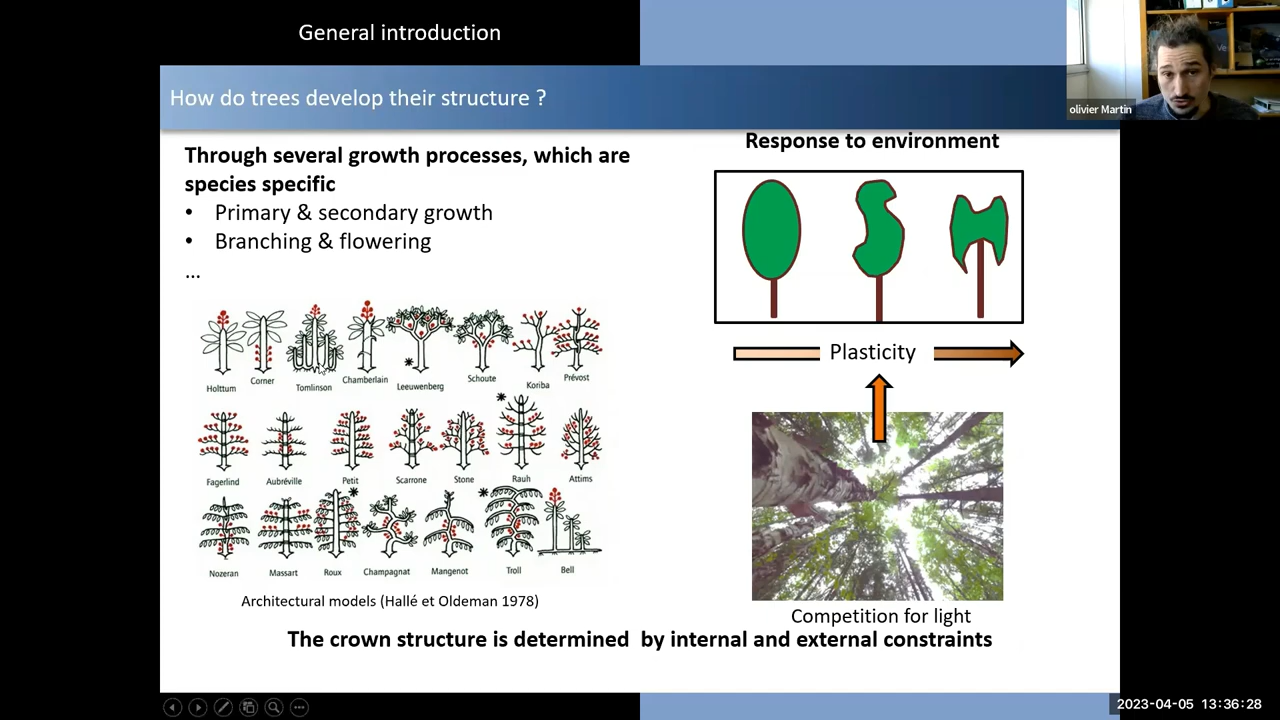 General introduction
How do trees develop their structure ?
olivier Martin
Through several growth processes, which are
species specific
• Primary & secondary growth
• Branching & flowering
...
Response to environment
Holttum Corner Tomlinson Chamberlain Leeuwenberg Schoute Koriba Prévost
Fagerlind Aubréville Petit Scarrone Stone Rauh Attims
Nozeran Massart Roux Champagnat Mangenot Troll Bell
Architectural models (Hallé et Oldeman 1978)
Plasticity
Competition for light
The crown structure is determined by internal and external constraints
2023-04-05 13:36:28